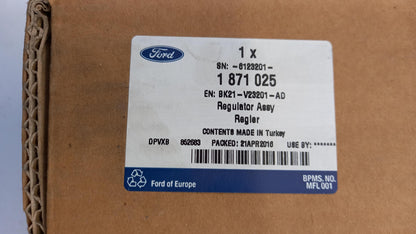 Ford
1 x
SN: -6123201-
1 871 025
EN: BK21-V23201-AD
Regulator Assy
Regler
CONTENTS MADE IN Turkey
DPVX8 952683 PACKED: 21APR2016 USE BY:******
Ford of Europe
BPMS. NO.
MFL 001